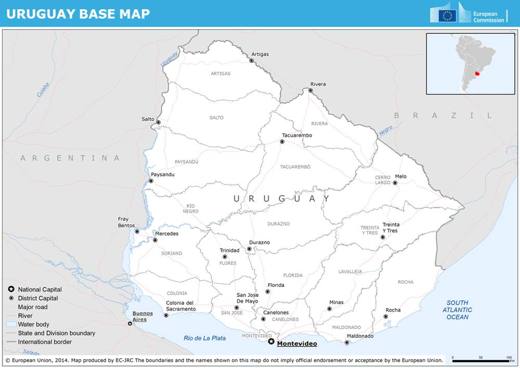 URUGUAY BASE MAP
European
Commission
Artigas
Uruguay
ARTIGAS
Rivera
Cuolta
BRAZIL
Salto
SALTO
RIVERA
Negro
Tacuarembo
ARGENTINA
PAYSANDU
TACUAREMBÓ
Paysandu
CERRO
LARGO
Melo
RIO
NEGRO
URUGUAY
Fray
Bentos
DURAZNO
Mercedes
TREINTA
Y TRES
Treinta
Y Tres
SORIANO
Trinidad
FLORES
Durazno
FLORIDA
LAVALLEJA
ROCHA
National Capital
District Capital
Major road
River
Water body
State and Division boundary
International border
COLONIA
Colonia del
Sacramento
San Jose
De Mayo
SAN JOSE
Florida
Canelones
CANELONES
Minas
Rocha
SOUTH
ATLANTIC
OCEAN
Buenos
Aires
Rio de La Plata
MONTEVIDEO
Montevideo
MALDONADO
Maldonado
© European Union, 2014. Map produced by EC-JRC The boundaries and the names shown on this map do not imply official endorsement or acceptance by the European Union.